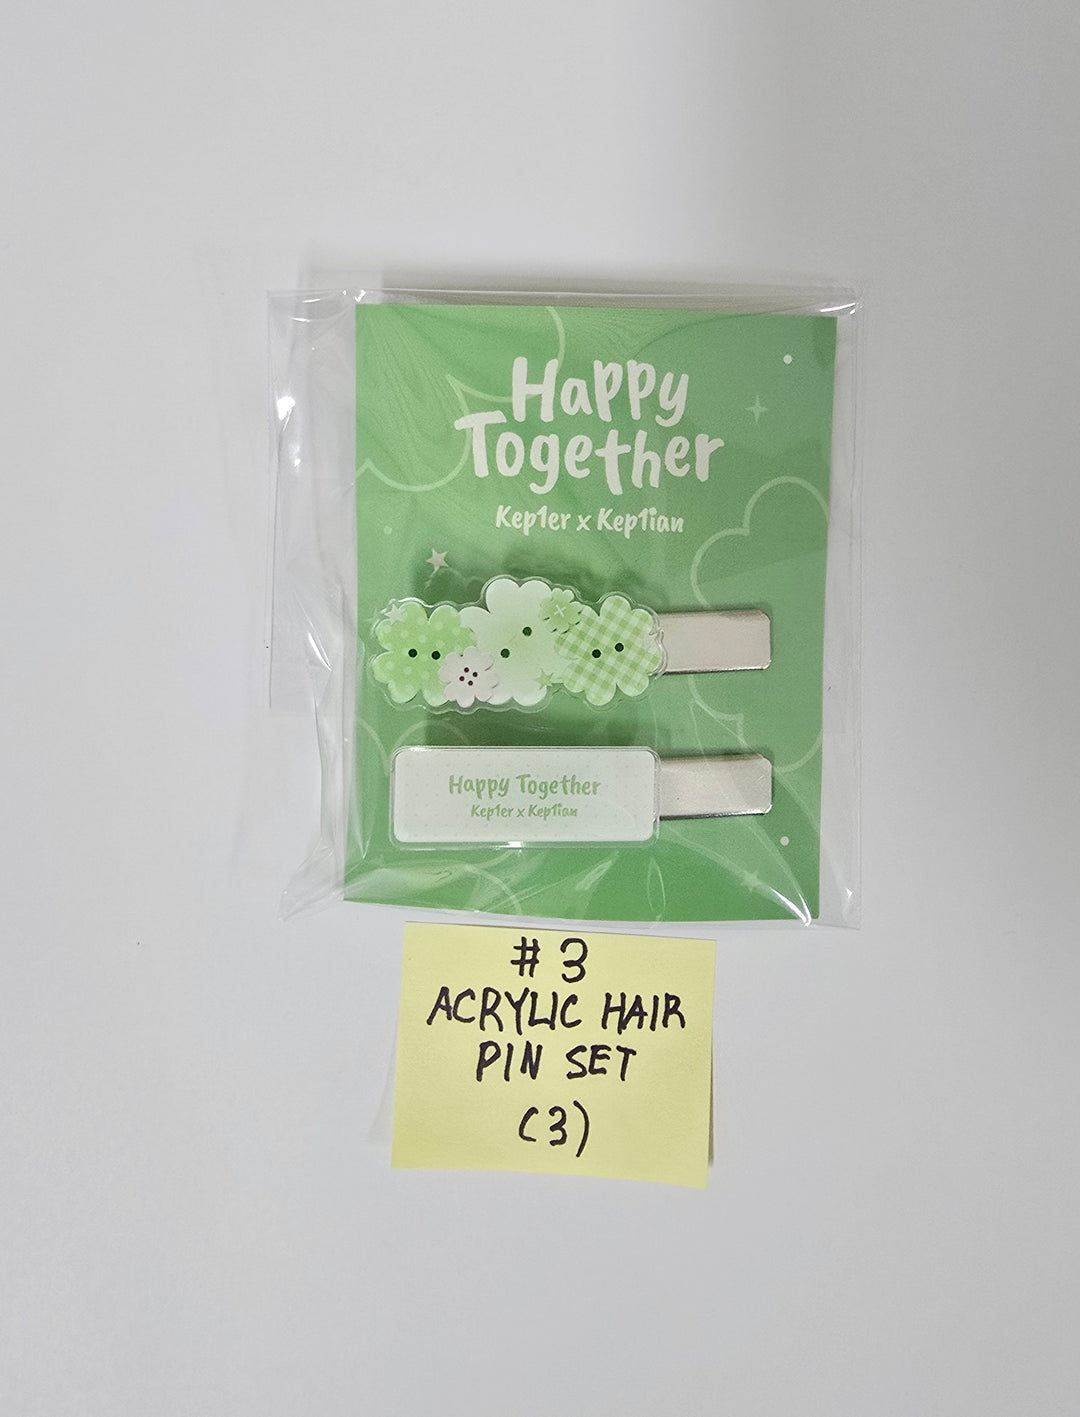 Happy
Together
Kep1er x Kep1ian
Happy Together
Kep1er x Kep1ian
#3
ACRYLIC HAIR
PIN SET
(3)